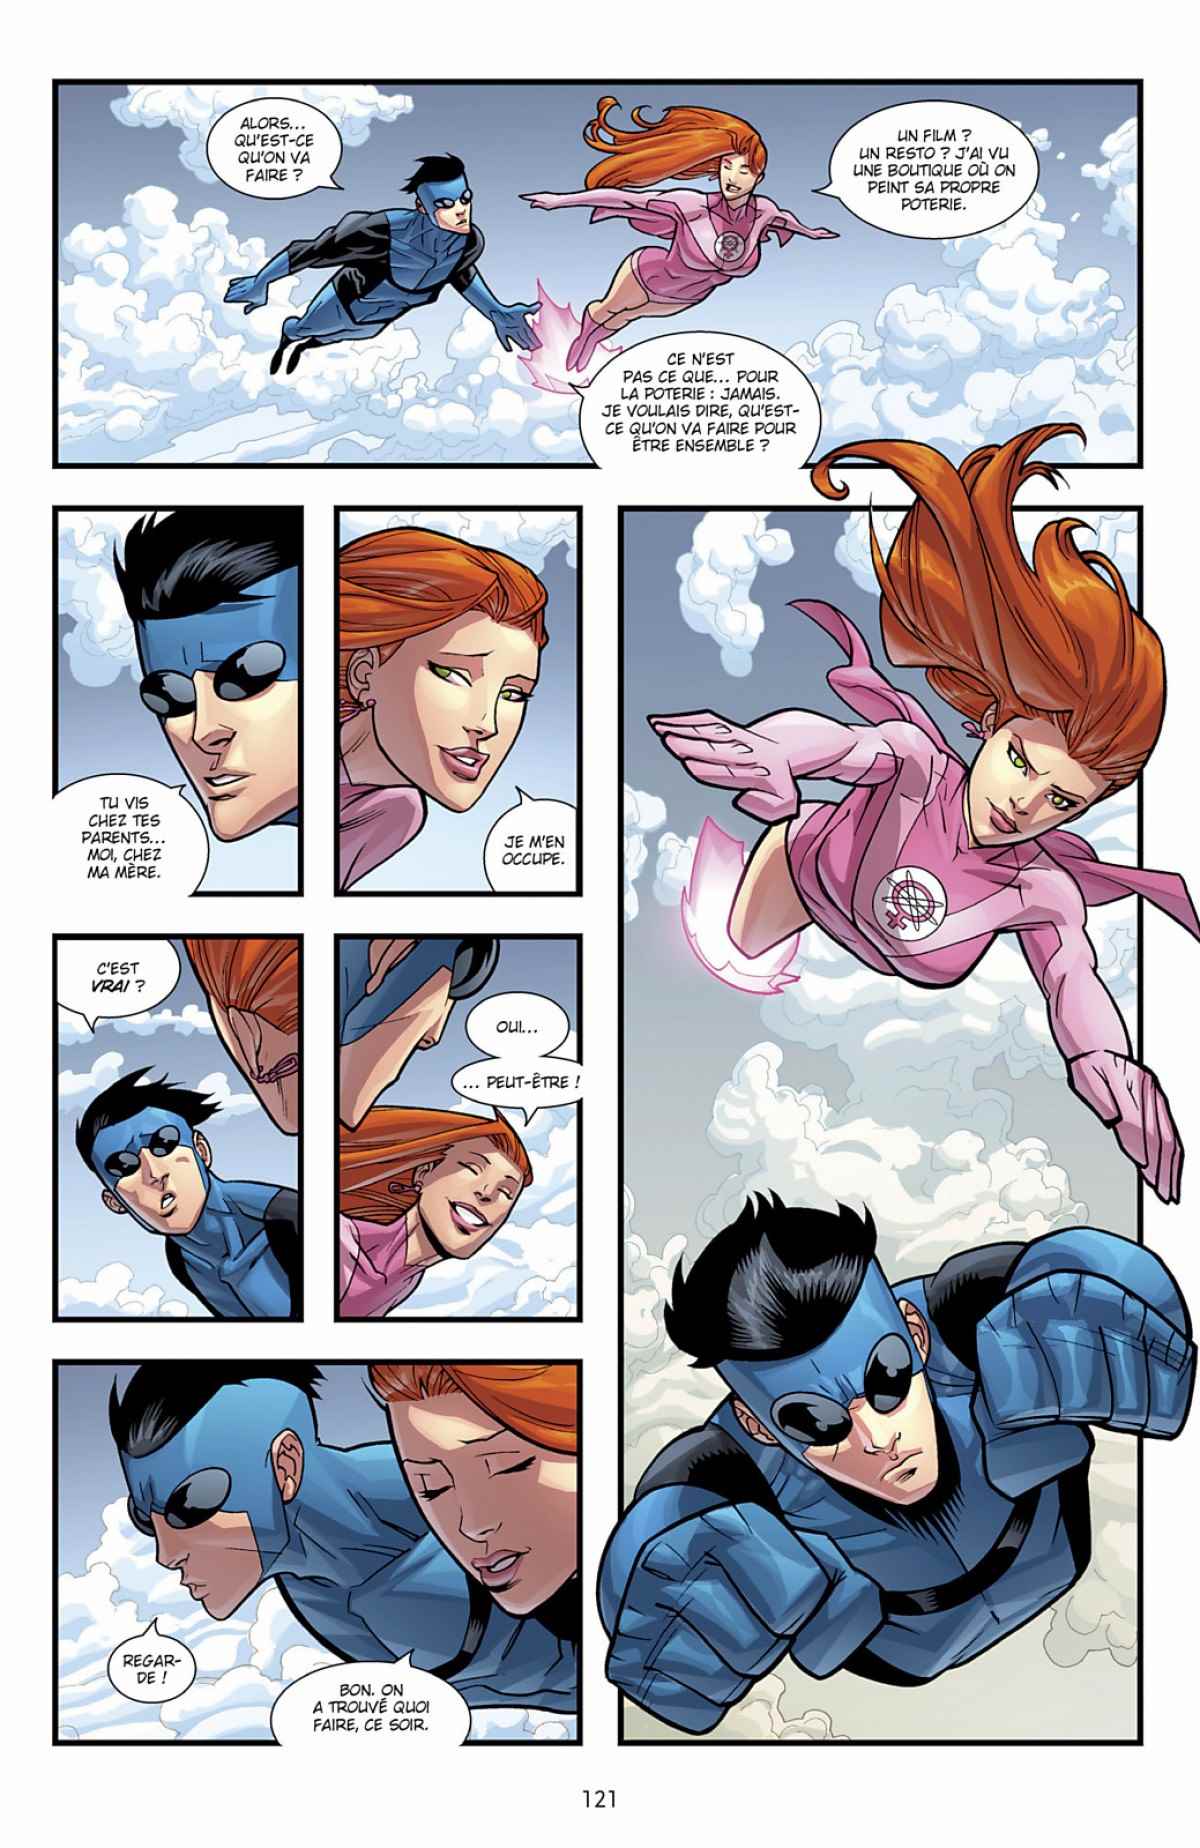 ALORS...
QU'EST-CE
QU'ON VA
FAIRE ?
UN FILM ?
UN RESTO ? J'AI VU
UNE BOUTIQUE OÙ ON
PEINT SA PROPRE
POTERIE.
CE N'EST
PAS CE QUE... POUR
LA POTERIE : JAMAIS.
JE VOULAIS DIRE, QU'EST-
CE QU'ON VA FAIRE POUR
ÊTRE ENSEMBLE ?
TU VIS
CHEZ TES
PARENTS...
MOI, CHEZ
MA MÈRE.
JE M'EN
OCCUPE.
C'EST
VRAI ?
OUI...
... PEUT-ÊTRE !
REGAR-
DE !
BON. ON
A TROUVÉ QUOI
FAIRE, CE SOIR.
121